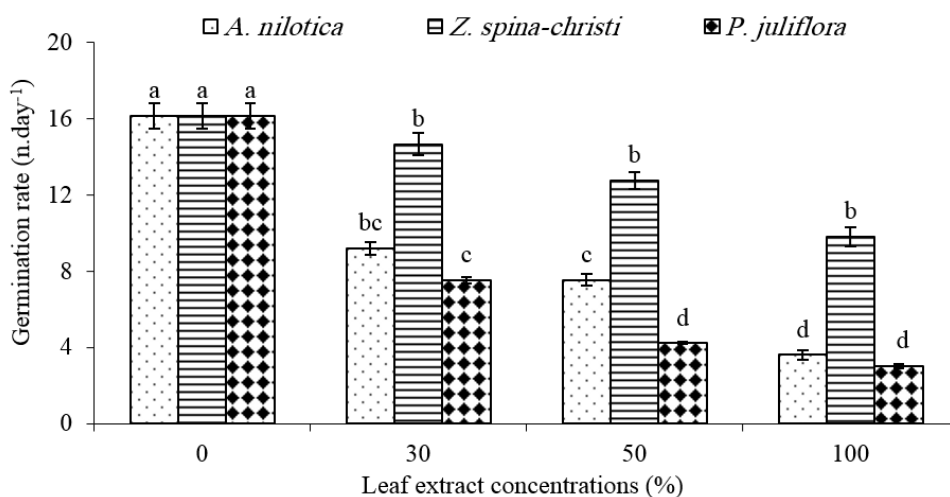 A. nilotica Z. spina-christi P. juliflora
Germination rate (n.day⁻¹)
20
16
12
8
4
0
a a a
bc b c
c b d
d b d
0 30 50 100
Leaf extract concentrations (%)